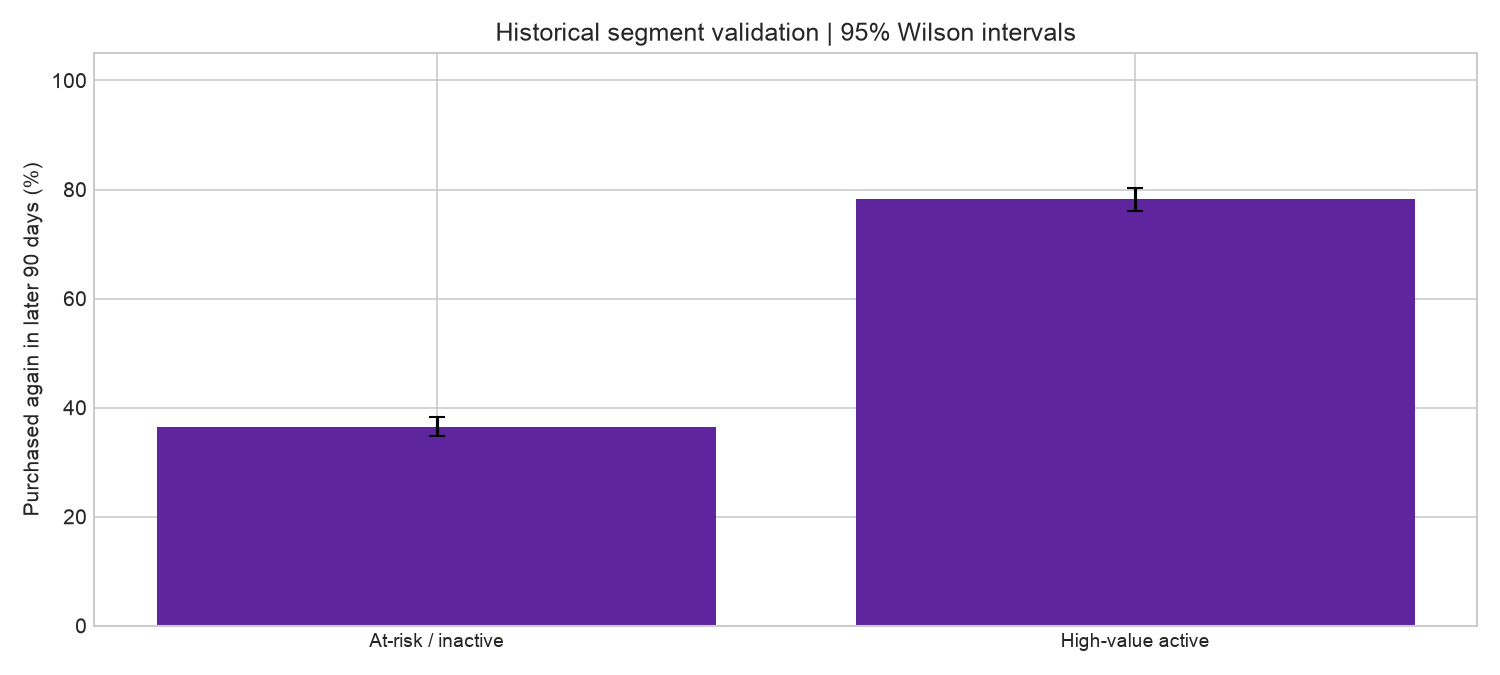 Historical segment validation | 95% Wilson intervals
Purchased again in later 90 days (%)
100
80
60
40
20
0
At-risk / inactive
High-value active